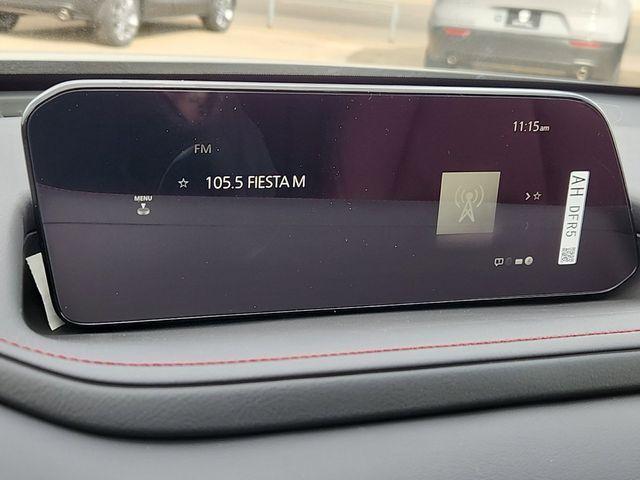 11:15am
FM
105.5 FIESTA M
MENU
AH DFR5